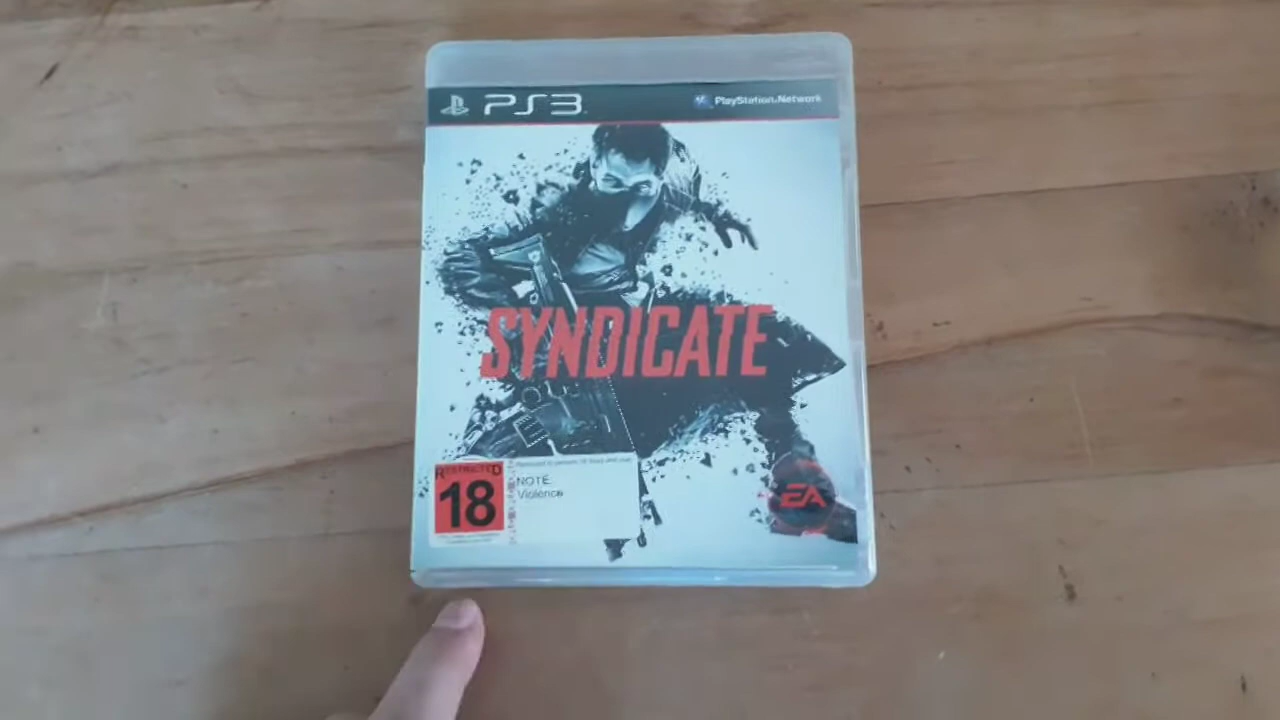 PS3
PlayStation®Network
SYNDICATE
RESTRICTED
18
NOTE:
Violence
EA